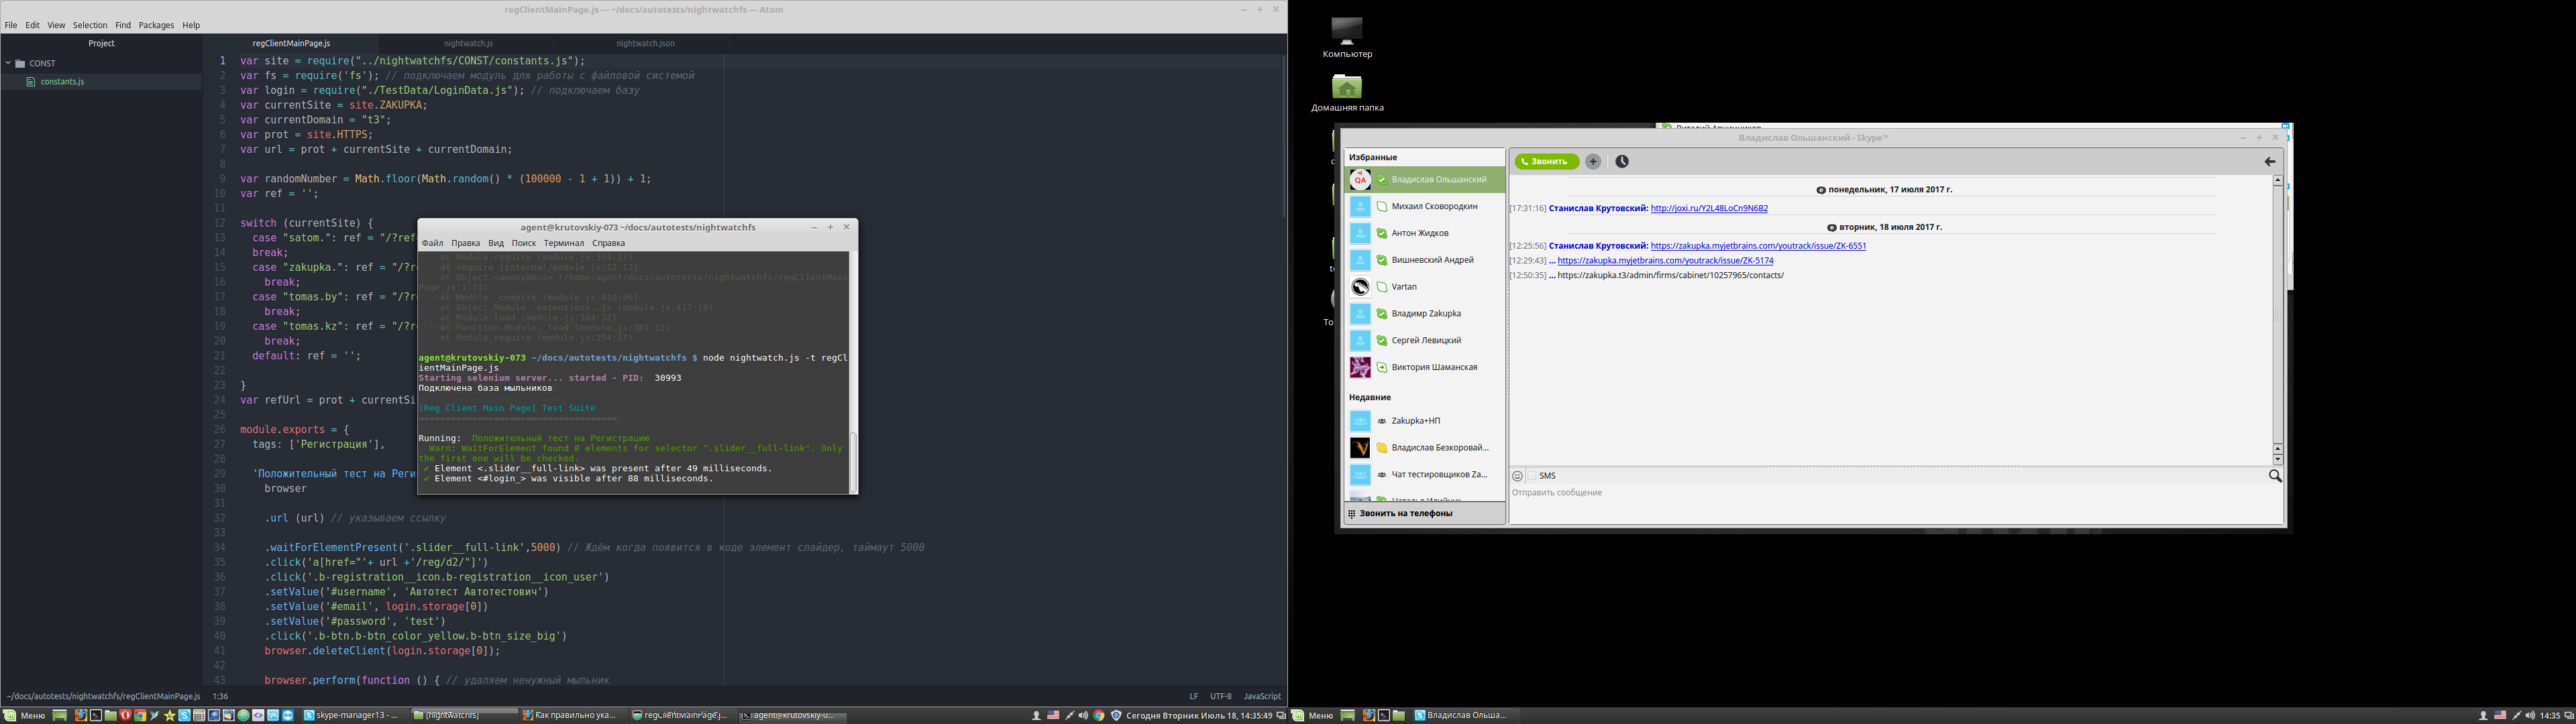 regClientMainPage.js — ~/docs/autotests/nightwatchfs — Atom
File Edit View Selection Find Packages Help
Project
CONST
constants.js
regClientMainPage.js nightwatch.js nightwatch.json
1 var site = require("../nightwatchfs/CONST/constants.js");
2 var fs = require('fs'); // подключаем модуль для работы с файловой системой
3 var login = require("./TestData/LoginData.js"); // подключаем базу
4 var currentSite = site.ZAKUPKA;
5 var currentDomain = "t3";
6 var prot = site.HTTPS;
7 var url = prot + currentSite + currentDomain;
8
9 var randomNumber = Math.floor(Math.random() * (100000 - 1 + 1)) + 1;
10 var ref = '';
11
12 switch (currentSite) {
13 case "satom.": ref = "/?ref
14 break;
15 case "zakupka.": ref = "/?r
16 break;
17 case "tomas.by": ref = "/?r
18 break;
19 case "tomas.kz": ref = "/?r
20 break;
21 default: ref = '';
22
23 }
24 var refUrl = prot + currentSi
25
26 module.exports = {
27 tags: ['Регистрация'],
28
29 'Положительный тест на Реги
30 browser
31
32 .url (url) // указываем ссылку
33
34 .waitForElementPresent('.slider__full-link',5000) // Ждём когда появится в коде элемент слайдер, таймаут 5000
35 .click('a[href="'+ url +'/reg/d2/"]')
36 .click('.b-registration__icon.b-registration__icon_user')
37 .setValue('#username', 'Автотест Автотестович')
38 .setValue('#email', login.storage[0])
39 .setValue('#password', 'test')
40 .click('.b-btn.b-btn_color_yellow.b-btn_size_big')
41 browser.deleteClient(login.storage[0]);
42
43 browser.perform(function () { // удаляем ненужный мыльник
~/docs/autotests/nightwatchfs/regClientMainPage.js 1:36
LF UTF-8 JavaScript
agent@krutovskiy-073 ~/docs/autotests/nightwatchfs
Файл Правка Вид Поиск Терминал Справка
at Module.require (module.js:354:17)
at require (internal/module.js:12:17)
at Object.<anonymous> (/home/agent/docs/autotests/nightwatchfs/regClientMain
Page.js:1:74)
at Module._compile (module.js:410:26)
at Object.Module._extensions..js (module.js:417:10)
at Module.load (module.js:344:32)
at Function.Module._load (module.js:301:12)
at Module.require (module.js:354:17)
agent@krutovskiy-073 ~/docs/autotests/nightwatchfs $ node nightwatch.js -t regCl
ientMainPage.js
Starting selenium server... started - PID: 30993
Подключена база мыльников
[Reg Client Main Page] Test Suite
=================================
Running: Положительный тест на Регистрацию
Warn: WaitForElement found 8 elements for selector ".slider__full-link". Only
the first one will be checked.
✓ Element <.slider__full-link> was present after 49 milliseconds.
✓ Element <#login_> was visible after 88 milliseconds.
Компьютер
Домашняя папка
Владислав Ольшанский - Skype™
Избранные
Владислав Ольшанский
Михаил Сковородкин
Антон Жидков
Вишневский Андрей
Vartan
Владимр Zakupka
Сергей Левицкий
Виктория Шаманская
Недавние
Zakupka+НП
Владислав Безкоровай...
Чат тестировщиков Za...
Звонить на телефоны
Звонить
понедельник, 17 июля 2017 г.
[17:31:16] Станислав Крутовский: http://joxi.ru/Y2L48LoCn9N6B2
вторник, 18 июля 2017 г.
[12:25:56] Станислав Крутовский: https://zakupka.myjetbrains.com/youtrack/issue/ZK-6551
[12:29:43] ... https://zakupka.myjetbrains.com/youtrack/issue/ZK-5174
[12:50:35] ... https://zakupka.t3/admin/firms/cabinet/10257965/contacts/
SMS
Отправить сообщение
Меню skype-manager13 - ... [nightwatchfs] Как правильно ука... regClientMainPage.j... agent@krutovskiy-0... Сегодня Вторник Июль 18, 14:35:49
Меню Владислав Ольша... 14:35